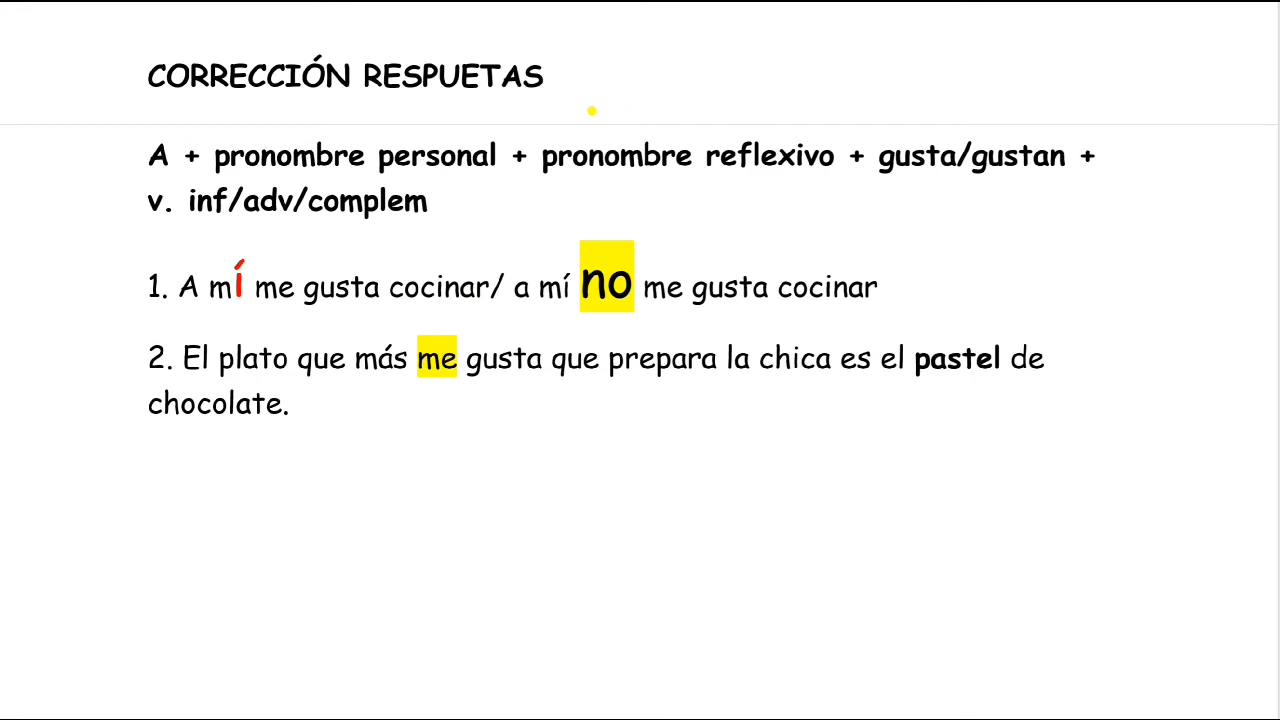 CORRECCIÓN RESPUETAS
A + pronombre personal + pronombre reflexivo + gusta/gustan +
v. inf/adv/complem
1. A mí me gusta cocinar/ a mí no me gusta cocinar
2. El plato que más me gusta que prepara la chica es el pastel de
chocolate.